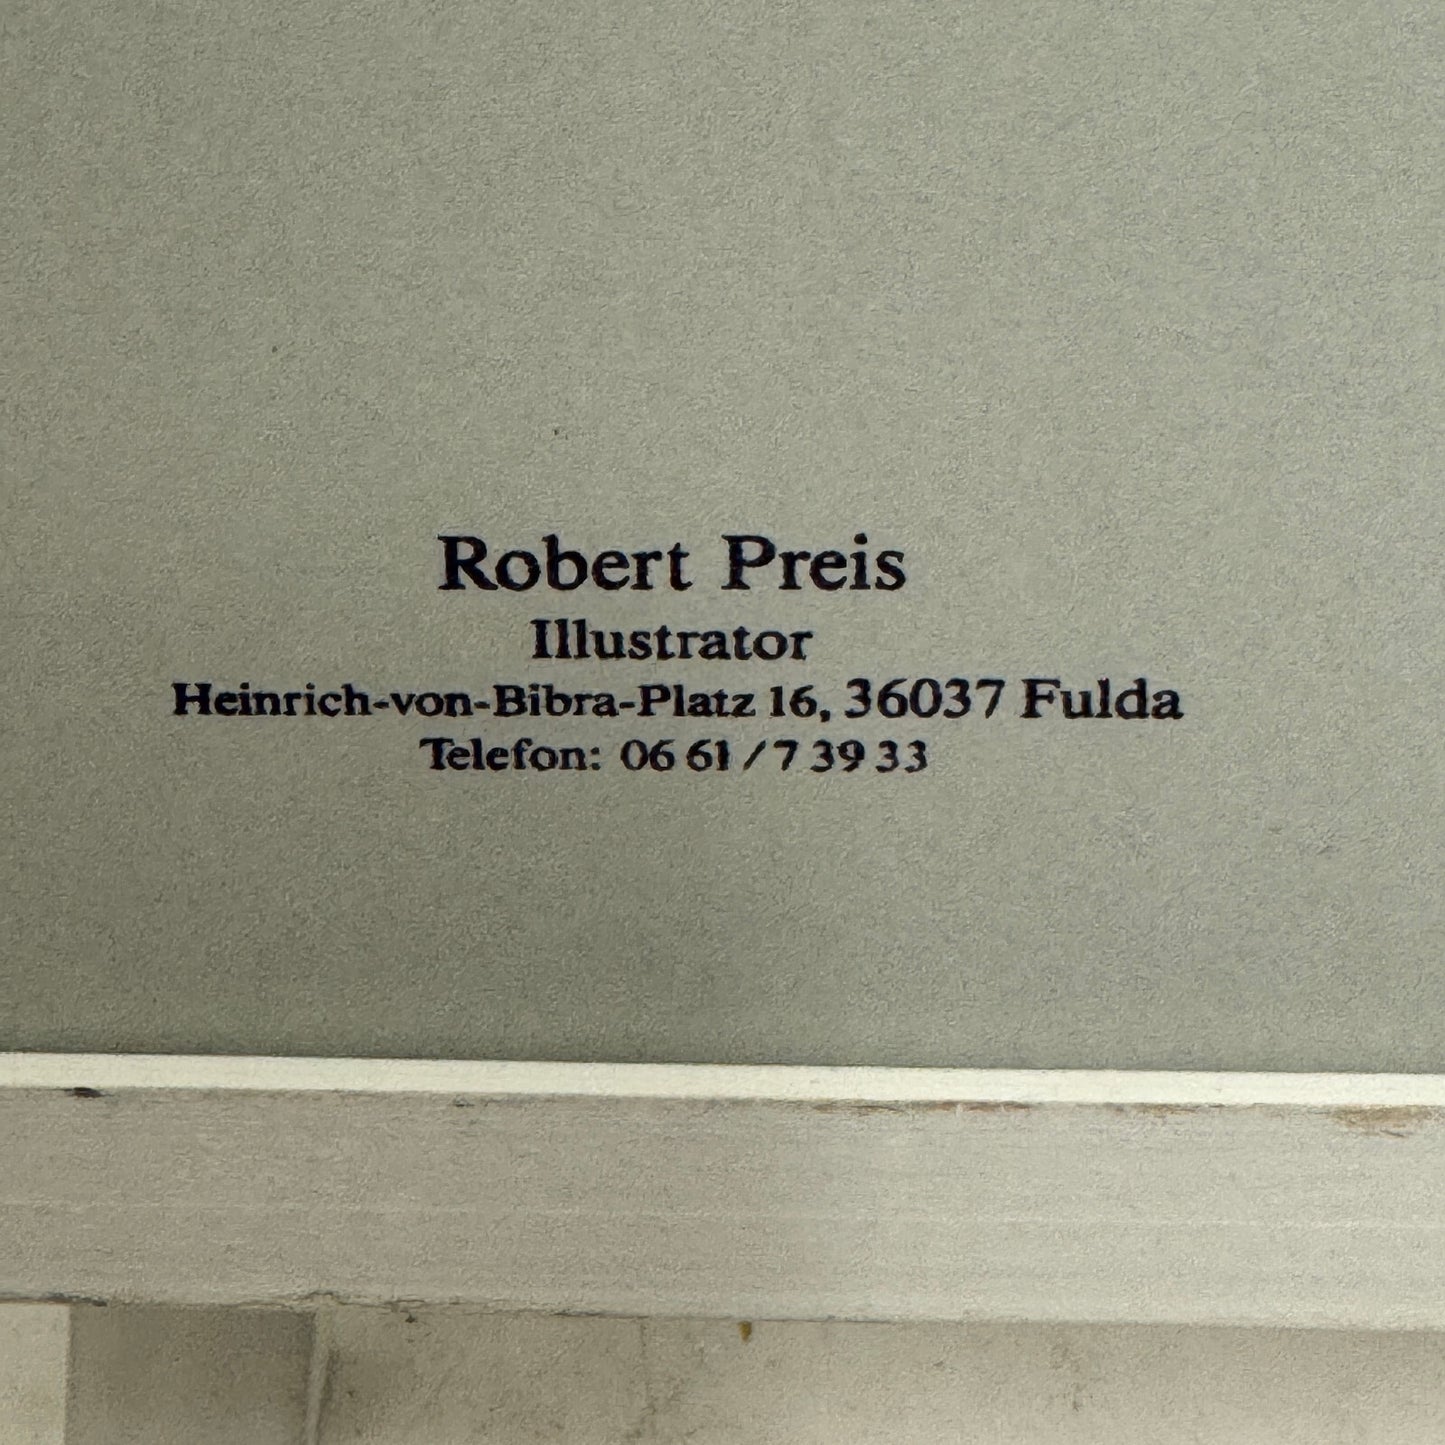 Robert Preis
Illustrator
Heinrich-von-Bibra-Platz 16, 36037 Fulda
Telefon: 06 61 / 7 39 33